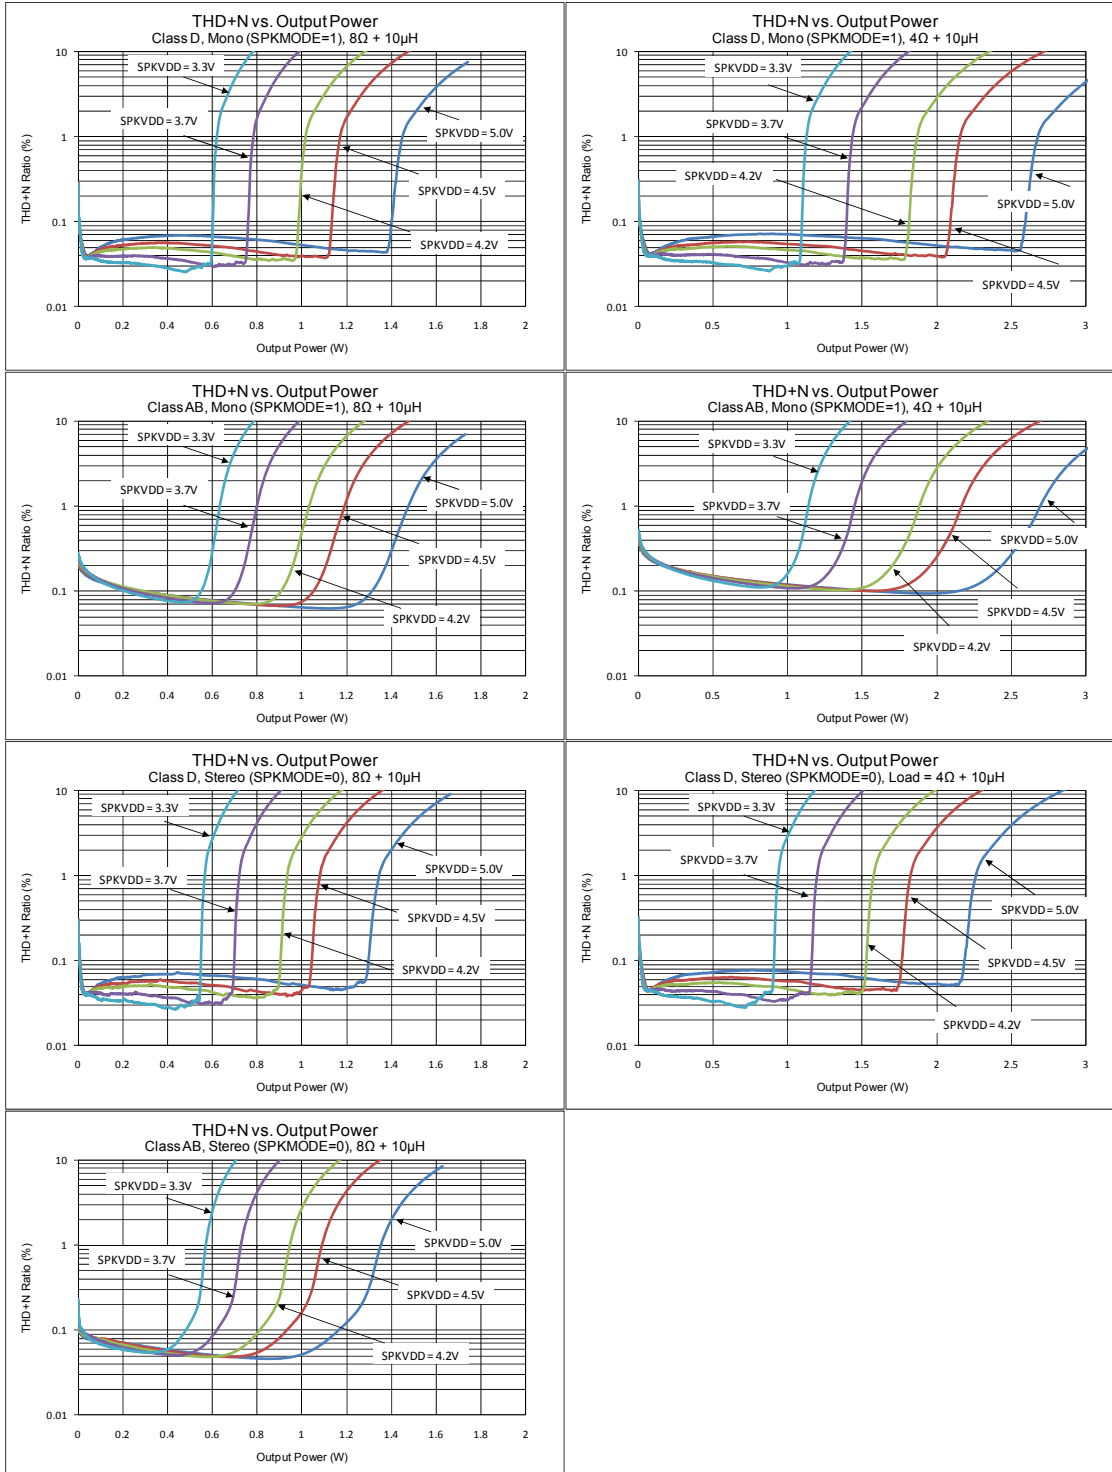 THD+N vs. Output Power
Class D, Mono (SPKMODE=1), 8Ω + 10µH
10
1
0.1
0.01
THD+N Ratio (%)
SPKVDD = 3.3V
SPKVDD = 3.7V
SPKVDD = 5.0V
SPKVDD = 4.5V
SPKVDD = 4.2V
0 0.2 0.4 0.6 0.8 1 1.2 1.4 1.6 1.8 2
Output Power (W)
THD+N vs. Output Power
Class D, Mono (SPKMODE=1), 4Ω + 10µH
10
1
0.1
0.01
THD+N Ratio (%)
SPKVDD = 3.3V
SPKVDD = 3.7V
SPKVDD = 4.2V
SPKVDD = 5.0V
SPKVDD = 4.5V
0 0.5 1 1.5 2 2.5 3
Output Power (W)
THD+N vs. Output Power
Class AB, Mono (SPKMODE=1), 8Ω + 10µH
10
1
0.1
0.01
THD+N Ratio (%)
SPKVDD = 3.3V
SPKVDD = 3.7V
SPKVDD = 5.0V
SPKVDD = 4.5V
SPKVDD = 4.2V
0 0.2 0.4 0.6 0.8 1 1.2 1.4 1.6 1.8 2
Output Power (W)
THD+N vs. Output Power
Class AB, Mono (SPKMODE=1), 4Ω + 10µH
10
1
0.1
0.01
THD+N Ratio (%)
SPKVDD = 3.3V
SPKVDD = 3.7V
SPKVDD = 5.0V
SPKVDD = 4.5V
SPKVDD = 4.2V
0 0.5 1 1.5 2 2.5 3
Output Power (W)
THD+N vs. Output Power
Class D, Stereo (SPKMODE=0), 8Ω + 10µH
10
1
0.1
0.01
THD+N Ratio (%)
SPKVDD = 3.3V
SPKVDD = 5.0V
SPKVDD = 3.7V
SPKVDD = 4.5V
SPKVDD = 4.2V
0 0.2 0.4 0.6 0.8 1 1.2 1.4 1.6 1.8 2
Output Power (W)
THD+N vs. Output Power
Class D, Stereo (SPKMODE=0), Load = 4Ω + 10µH
10
1
0.1
0.01
THD+N Ratio (%)
SPKVDD = 3.3V
SPKVDD = 3.7V
SPKVDD = 5.0V
SPKVDD = 4.5V
SPKVDD = 4.2V
0 0.5 1 1.5 2 2.5 3
Output Power (W)
THD+N vs. Output Power
Class AB, Stereo (SPKMODE=0), 8Ω + 10µH
10
1
0.1
0.01
THD+N Ratio (%)
SPKVDD = 3.3V
SPKVDD = 5.0V
SPKVDD = 3.7V
SPKVDD = 4.5V
SPKVDD = 4.2V
0 0.2 0.4 0.6 0.8 1 1.2 1.4 1.6 1.8 2
Output Power (W)